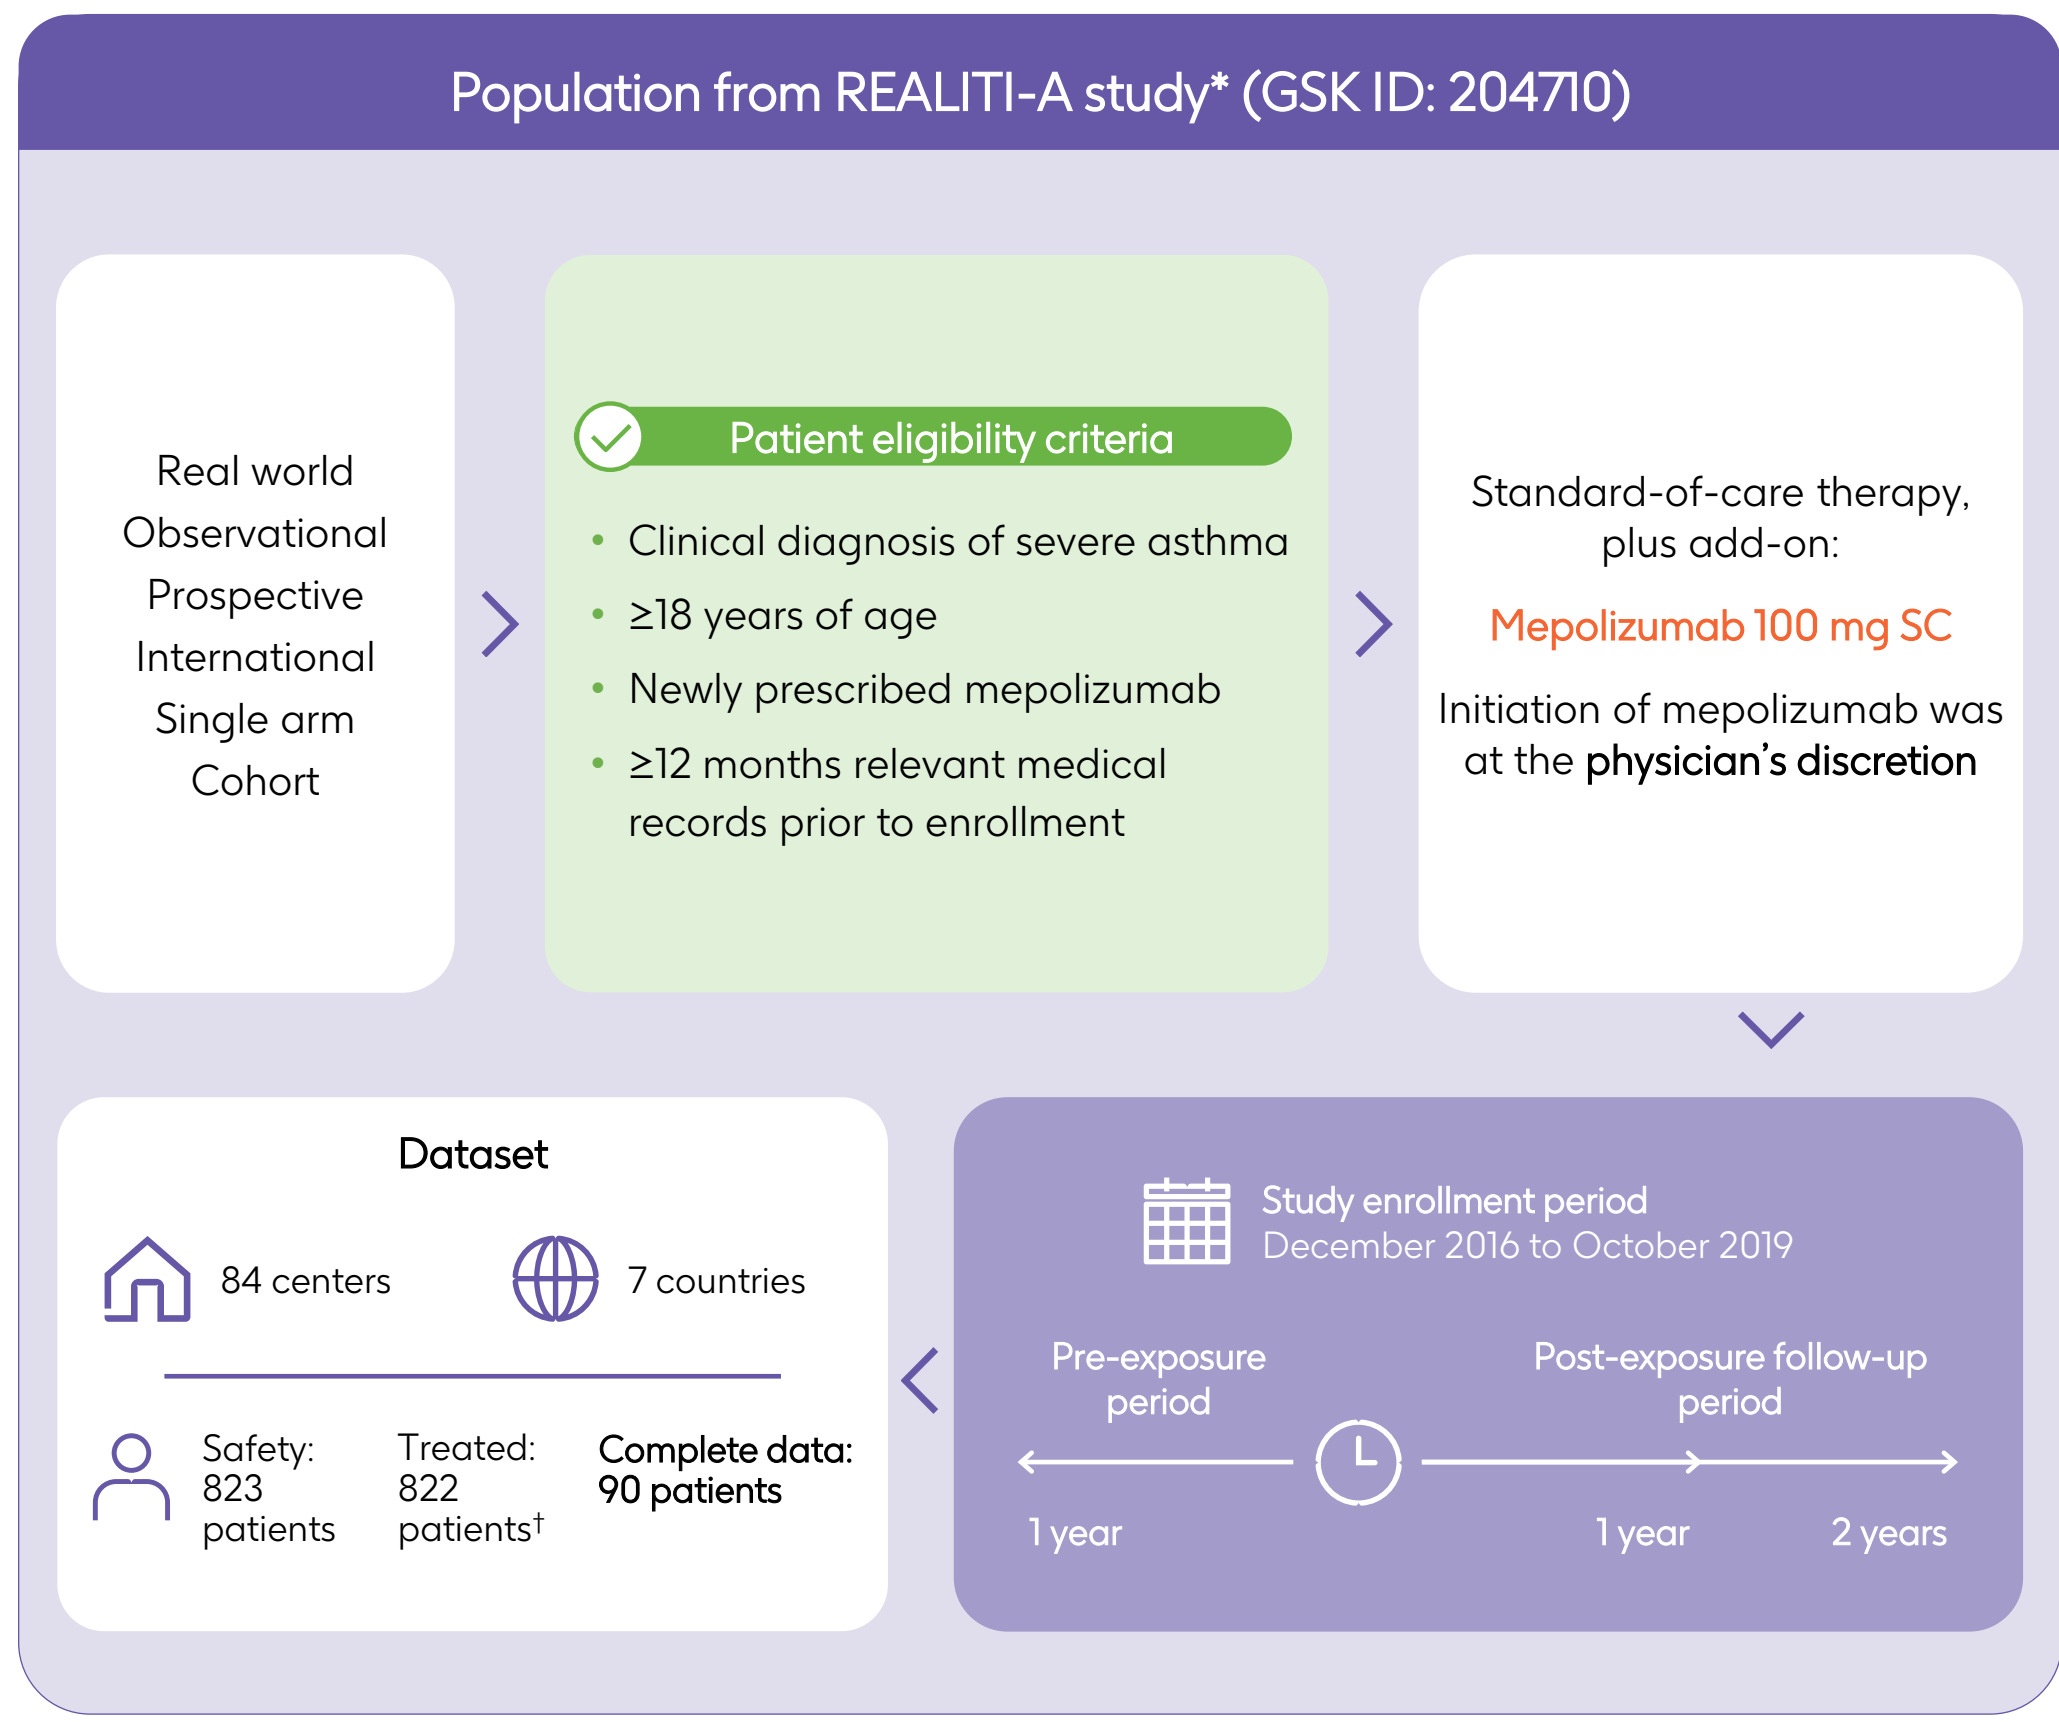 Population from REALITI-A study* (GSK ID: 204710)
Real world
Observational
Prospective
International
Single arm
Cohort
Patient eligibility criteria
• Clinical diagnosis of severe asthma
• ≥18 years of age
• Newly prescribed mepolizumab
• ≥12 months relevant medical
records prior to enrollment
Standard-of-care therapy,
plus add-on:
Mepolizumab 100 mg SC
Initiation of mepolizumab was
at the physician’s discretion
Study enrollment period
December 2016 to October 2019
Pre-exposure
period
Post-exposure follow-up
period
1 year
1 year
2 years
Dataset
84 centers
7 countries
Safety:
823
patients
Treated:
822
patients†
Complete data:
90 patients